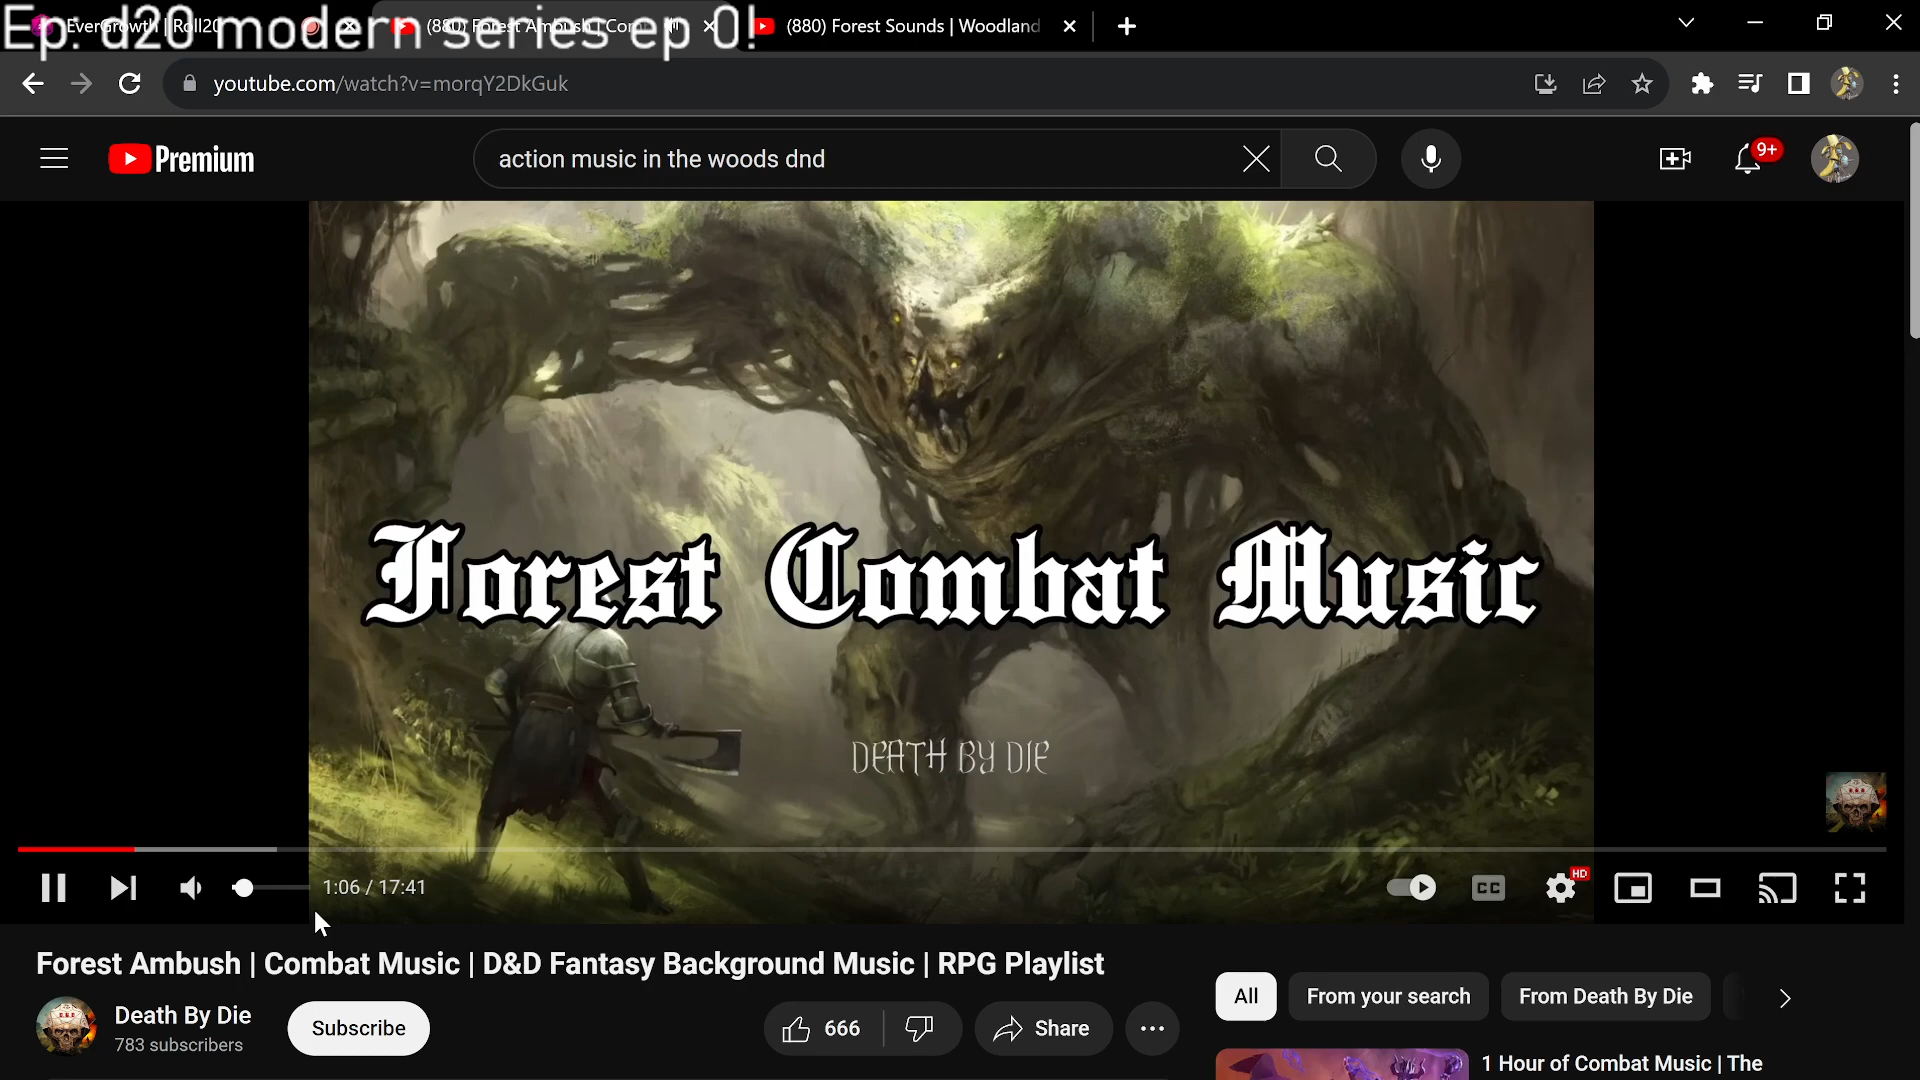 Ep. d20 modern series ep 0!
EverGrowth | Roll20
(880) Forest Ambush | Com
(880) Forest Sounds | Woodland
youtube.com/watch?v=morqY2DkGuk
Premium
action music in the woods dnd
9+
Forest Combat Music
DEATH BY DIE
1:06 / 17:41
CC
HD
Forest Ambush | Combat Music | D&D Fantasy Background Music | RPG Playlist
Death By Die
783 subscribers
Subscribe
666
Share
All
From your search
From Death By Die
1 Hour of Combat Music | The